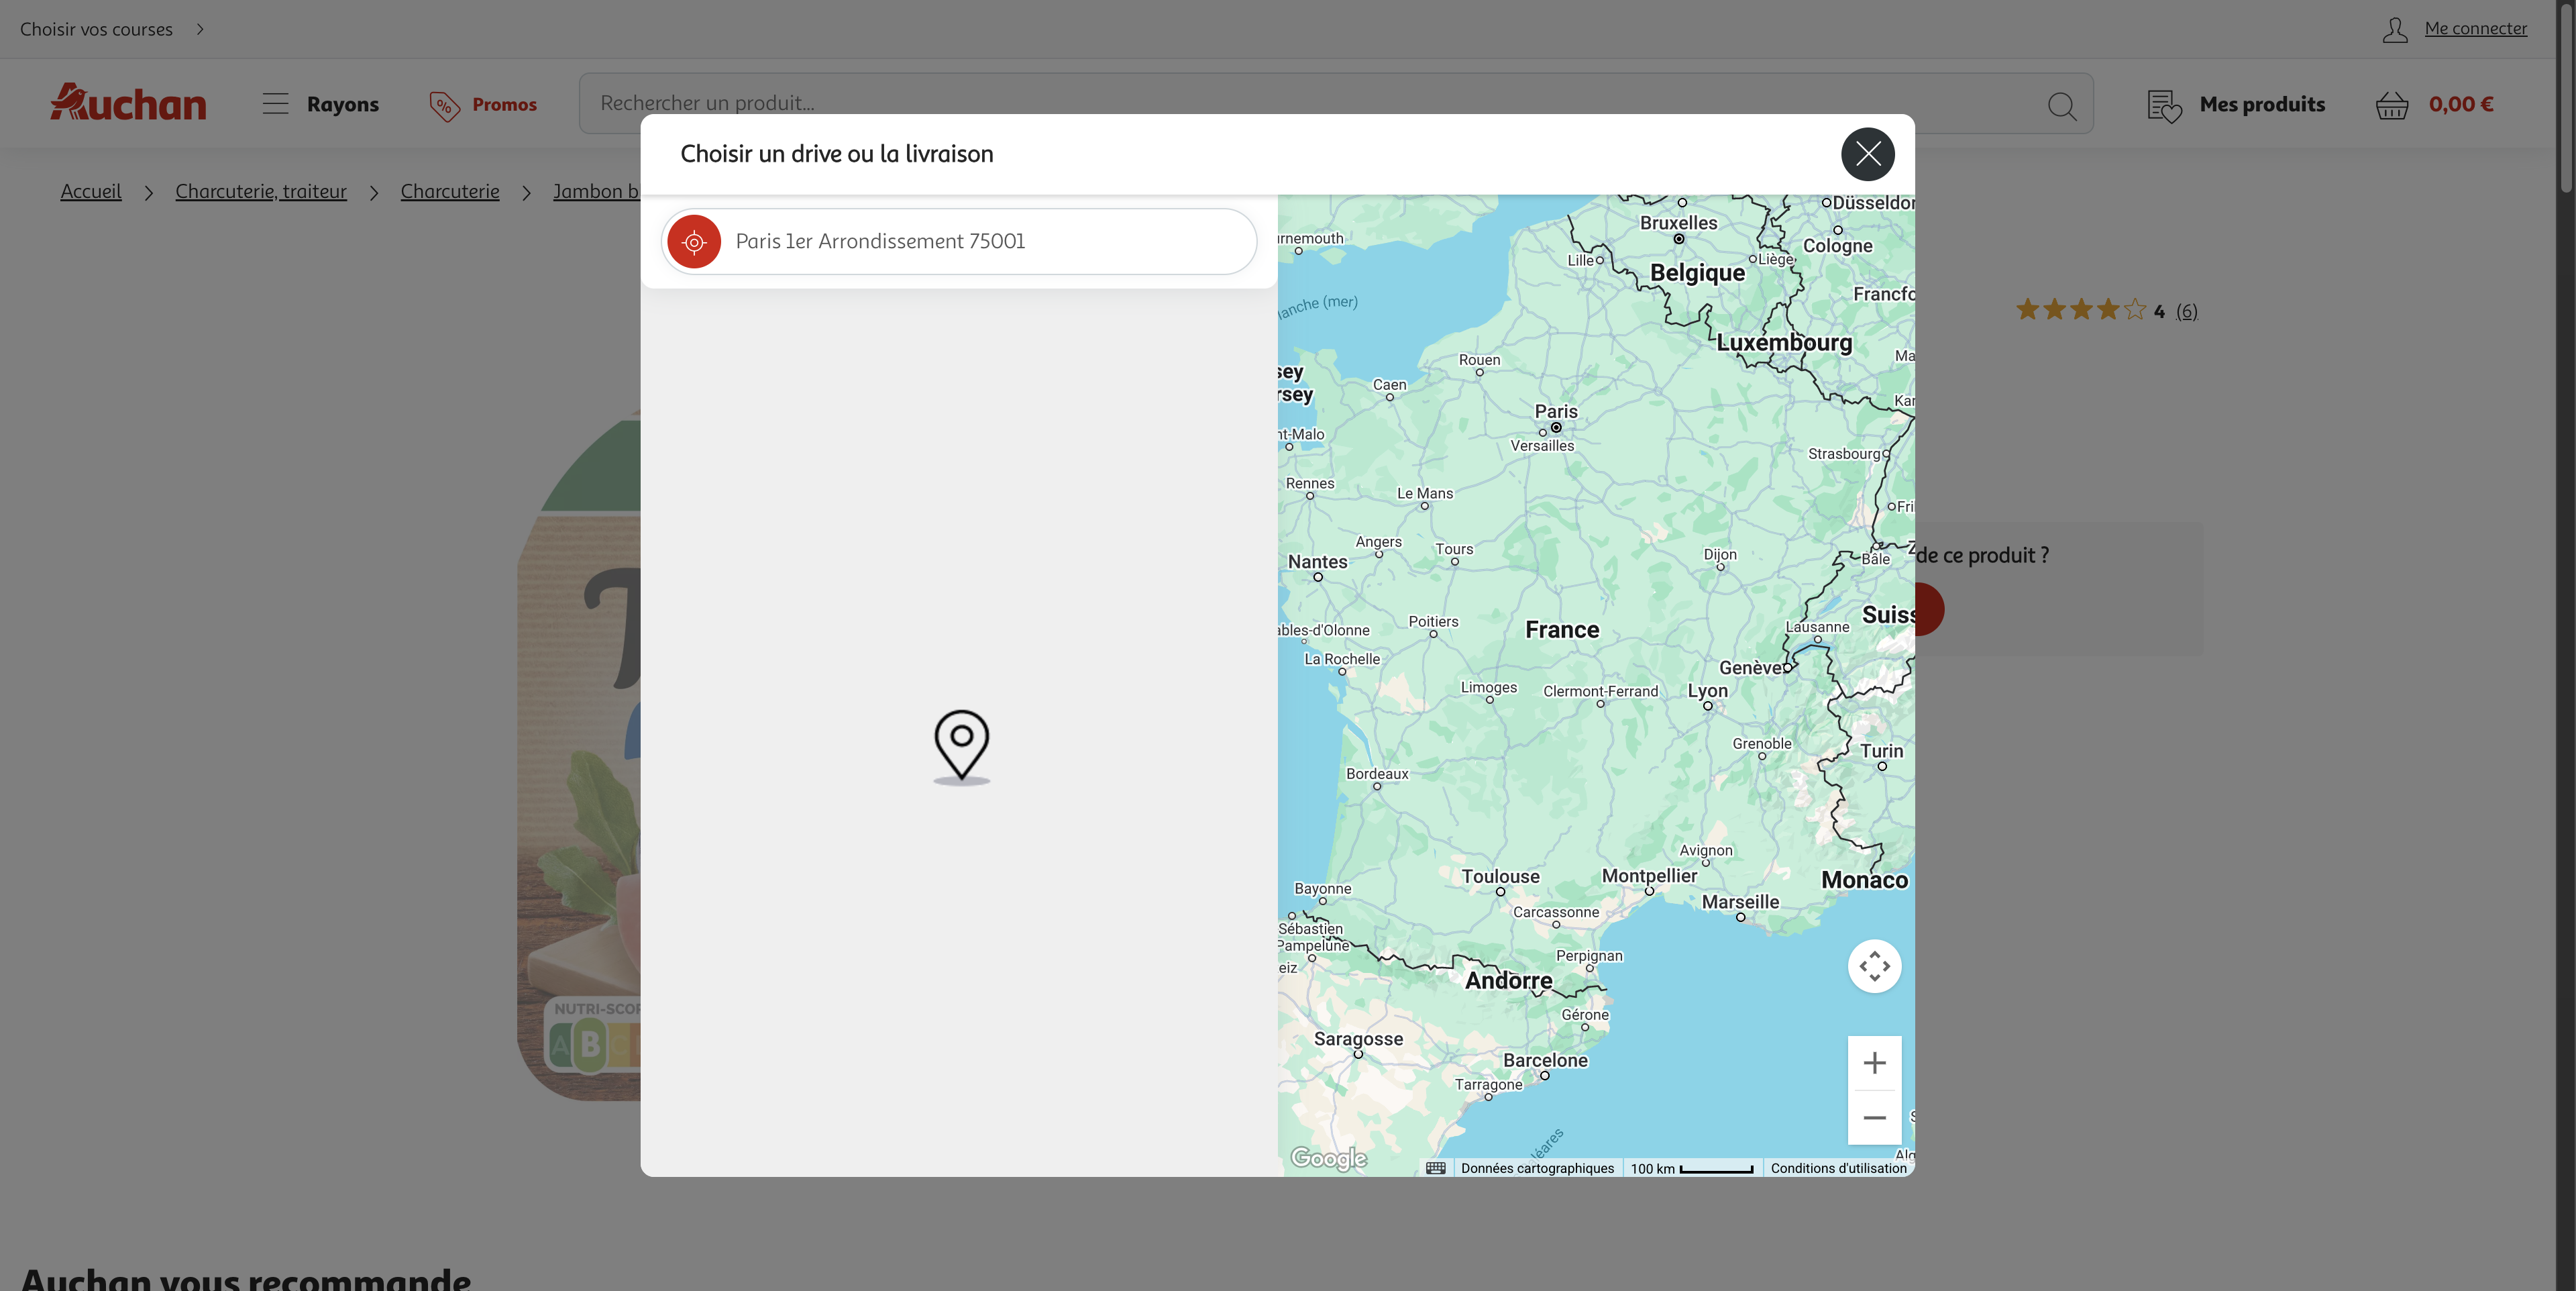 Choisir vos courses
Me connecter
Auchan
Rayons
Promos
Rechercher un produit...
Mes produits
0,00 €
Accueil
Charcuterie, traiteur
Charcuterie
Jambon b
Choisir un drive ou la livraison
Paris 1er Arrondissement 75001
4 (6)
de ce produit ?
NUTRI-SCOR
A B C
Düsseldor
Bruxelles
Cologne
rnemouth
Lille
Liège
Belgique
Francfo
anche (mer)
Luxembourg
Ma
Rouen
sey
Caen
rsey
Kar
Paris
nt-Malo
Versailles
Strasbourg
Rennes
Le Mans
Fri
Angers
Tours
Dijon
Z
Bâle
Nantes
Suiss
Poitiers
France
Lausanne
ables-d'Olonne
La Rochelle
Genève
Limoges
Clermont-Ferrand
Lyon
Grenoble
Turin
Bordeaux
Avignon
Toulouse
Montpellier
Monaco
Bayonne
Marseille
Carcassonne
Sébastien
Pampelune
Perpignan
eiz
Andorre
Gérone
Saragosse
Barcelone
Tarragone
léares
Alg
Google
Données cartographiques
100 km
Conditions d'utilisation
Auchan vous recommande